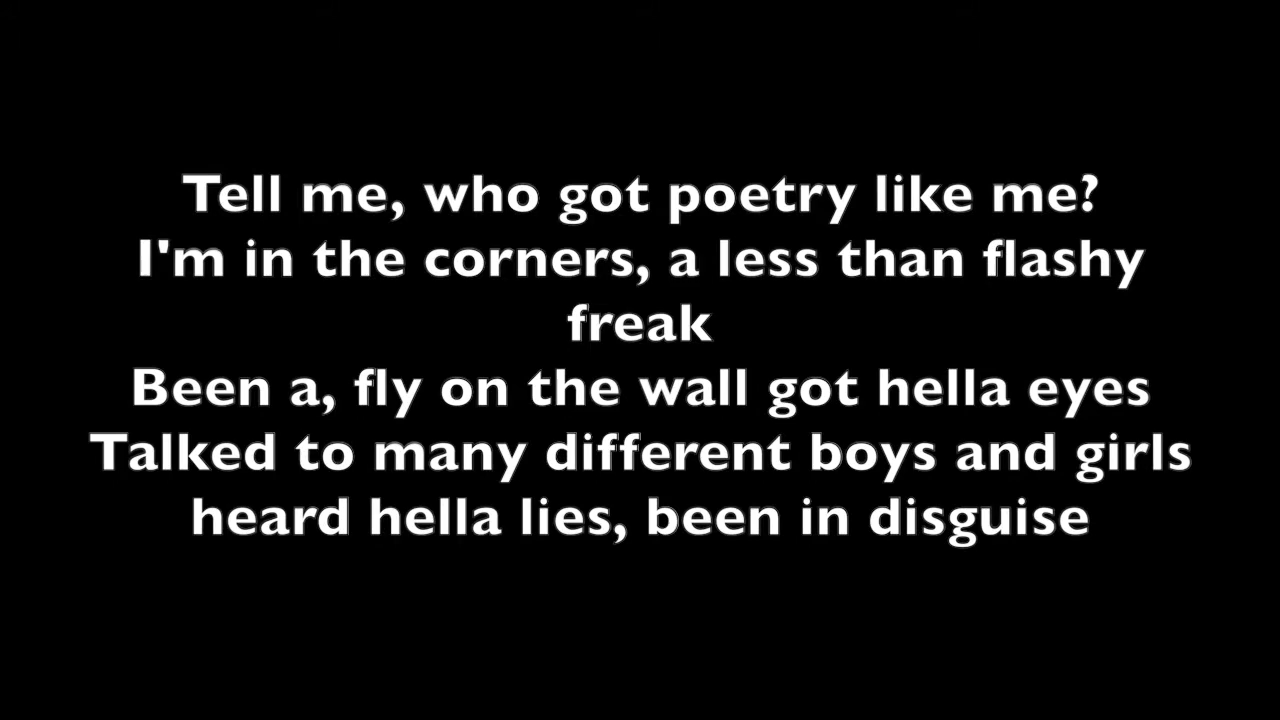 Tell me, who got poetry like me?
I'm in the corners, a less than flashy
freak
Been a, fly on the wall got hella eyes
Talked to many different boys and girls
heard hella lies, been in disguise